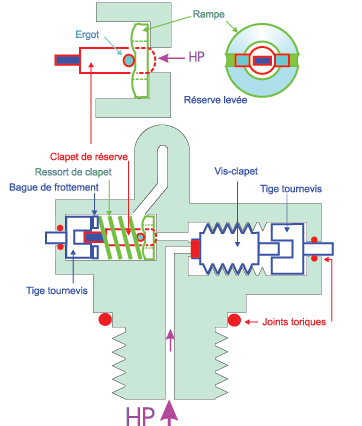 Rampe
Ergot
HP
Réserve levée
Clapet de réserve
Ressort de clapet
Bague de frottement
Vis-clapet
Tige tournevis
Tige tournevis
Joints toriques
HP